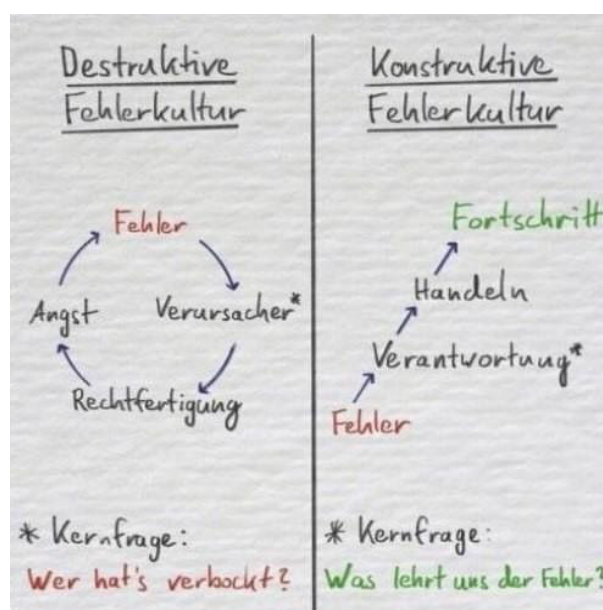 Destruktive
Fehlerkultur
Fehler
Angst
Verursacher*
Rechtfertigung
* Kernfrage:
Wer hat's verbockt?
Konstruktive
Fehlerkultur
Fortschritt
Handeln
Verantwortung*
Fehler
* Kernfrage:
Was lehrt uns der Fehler?